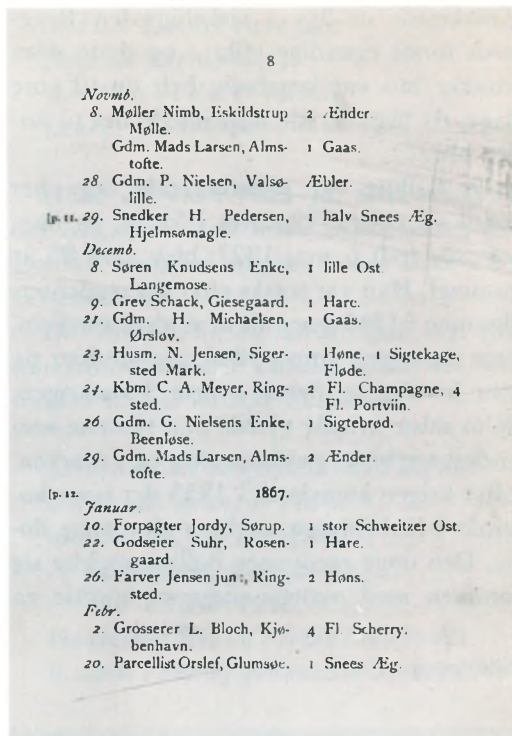 8
Novmb.
8. Møller Nimb, Eskildstrup 2 Ænder.
Mølle.
Gdm. Mads Larsen, Alms- 1 Gaas.
tofte.
28. Gdm. P. Nielsen, Valsø- Æbler.
lille.
[p. 11. 29. Snedker H. Pedersen, 1 halv Snees Æg.
Hjelmsømagle.
Decemb.
8. Søren Knudsens Enke, 1 lille Ost.
Langemose.
9. Grev Schack, Giesegaard. 1 Hare.
21. Gdm. H. Michaelsen, 1 Gaas.
Ørsløv.
23. Husm. N. Jensen, Siger- 1 Høne, 1 Sigtekage,
sted Mark. Fløde.
24. Kbm. C. A. Meyer, Ring- 2 Fl. Champagne, 4
sted. Fl. Portviin.
26. Gdm. G. Nielsens Enke, 1 Sigtebrød.
Beenløse.
29. Gdm. Mads Larsen, Alms- 2 Ænder.
tofte.
[p. 12. 1867.
Januar.
10. Forpagter Jordy, Sørup. 1 stor Schweitzer Ost.
22. Godseier Suhr, Rosen- 1 Hare.
gaard.
26. Farver Jensen jun:, Ring- 2 Høns.
sted.
Febr.
2. Grosserer L. Bloch, Kjø- 4 Fl Scherry.
benhavn.
20. Parcellist Orslef, Glumsøe. 1 Snees Æg.